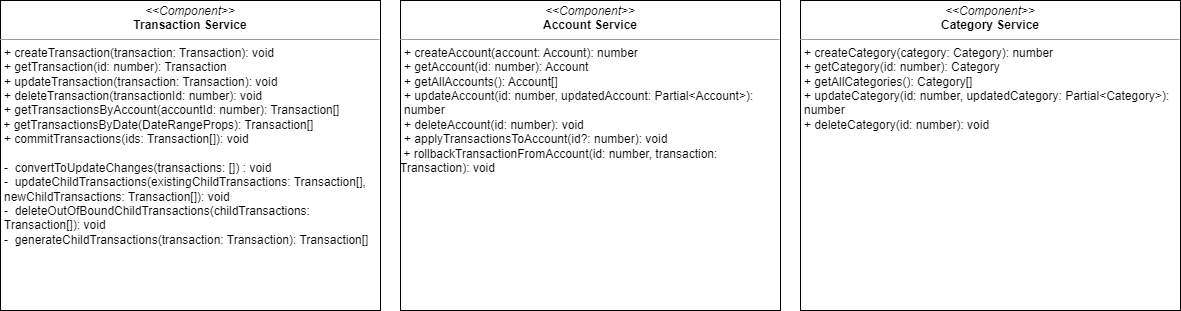 <<Component>>
Transaction Service
+ createTransaction(transaction: Transaction): void
+ getTransaction(id: number): Transaction
+ updateTransaction(transaction: Transaction): void
+ deleteTransaction(transactionId: number): void
+ getTransactionsByAccount(accountId: number): Transaction[]
+ getTransactionsByDate(DateRangeProps): Transaction[]
+ commitTransactions(ids: Transaction[]): void
- convertToUpdateChanges(transactions: []) : void
- updateChildTransactions(existingChildTransactions: Transaction[],
newChildTransactions: Transaction[]): void
- deleteOutOfBoundChildTransactions(childTransactions:
Transaction[]): void
- generateChildTransactions(transaction: Transaction): Transaction[]
<<Component>>
Account Service
+ createAccount(account: Account): number
+ getAccount(id: number): Account
+ getAllAccounts(): Account[]
+ updateAccount(id: number, updatedAccount: Partial<Account>):
number
+ deleteAccount(id: number): void
+ applyTransactionsToAccount(id?: number): void
+ rollbackTransactionFromAccount(id: number, transaction:
Transaction): void
<<Component>>
Category Service
+ createCategory(category: Category): number
+ getCategory(id: number): Category
+ getAllCategories(): Category[]
+ updateCategory(id: number, updatedCategory: Partial<Category>):
number
+ deleteCategory(id: number): void